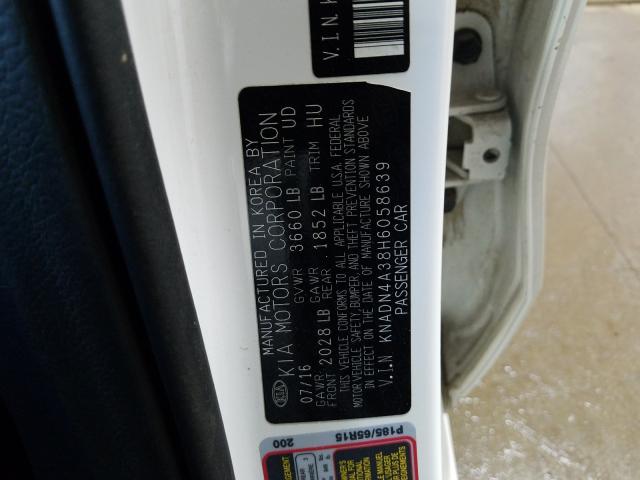 V.I.N. K
MANUFACTURED IN KOREA BY
KIA MOTORS CORPORATION
07/16 GVWR 3660 LB PAINT UD
GAWR FRONT 2028 LB GAWR REAR 1852 LB TRIM HU
THIS VEHICLE CONFORMS TO ALL APPLICABLE U.S.A. FEDERAL
MOTOR VEHICLE SAFETY, BUMPER, AND THEFT PREVENTION STANDARDS
IN EFFECT ON THE DATE OF MANUFACTURE SHOWN ABOVE
V.I.N KNADN4A38H6058639
PASSENGER CAR
KIA
P185/65R15
200